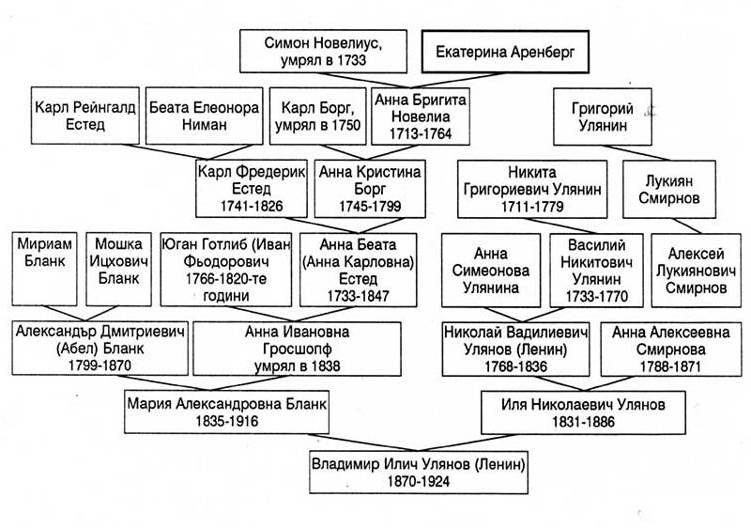 Симон Новелиус,
умрял в 1733
Екатерина Аренберг
Карл Рейнгалд
Естед
Беата Елеонора
Ниман
Карл Борг,
умрял в 1750
Анна Бригита
Новелиа
1713-1764
Григорий
Улянин
Карл Фредерик
Естед
1741-1826
Анна Кристина
Борг
1745-1799
Никита
Григориевич Улянин
1711-1779
Лукиян
Смирнов
Мириам
Бланк
Мошка
Ицхович
Бланк
Юган Готлиб (Иван
Фьодорович
1766-1820-те
години
Анна Беата
(Анна Карловна)
Естед
1733-1847
Анна
Симеонова
Улянина
Василий
Никитович
Улянин
1733-1770
Алексей
Лукиянович
Смирнов
Александър Дмитриевич
(Абел) Бланк
1799-1870
Анна Ивановна
Гросшопф
умрял в 1838
Николай Вадилиевич
Улянов (Ленин)
1768-1836
Анна Алексеевна
Смирнова
1788-1871
Мария Александровна Бланк
1835-1916
Иля Николаевич Улянов
1831-1886
Владимир Илич Улянов (Ленин)
1870-1924